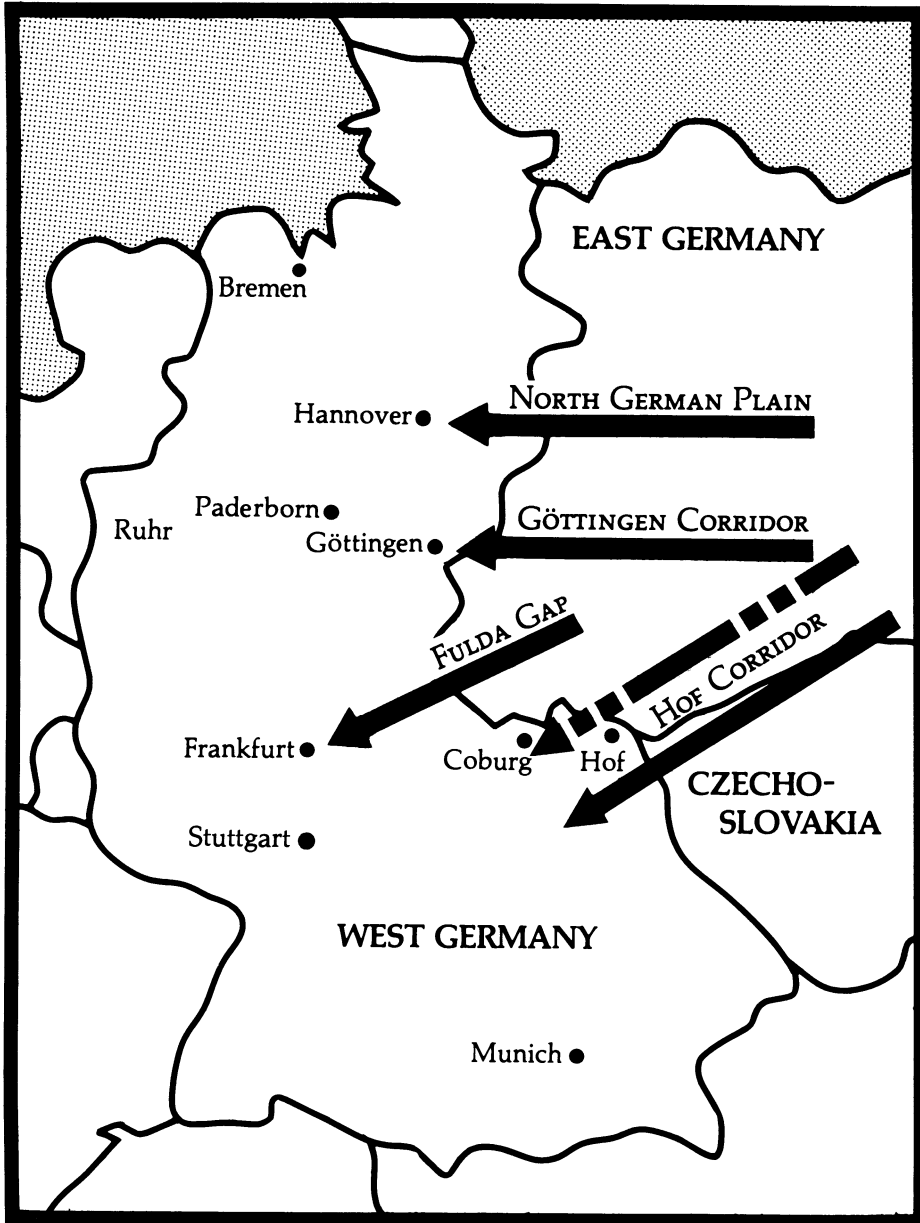 EAST GERMANY
Bremen
NORTH GERMAN PLAIN
Hannover
Paderborn
GÖTTINGEN CORRIDOR
Ruhr
Göttingen
FULDA GAP
HOF CORRIDOR
Frankfurt
Coburg
Hof
CZECHO-
SLOVAKIA
Stuttgart
WEST GERMANY
Munich